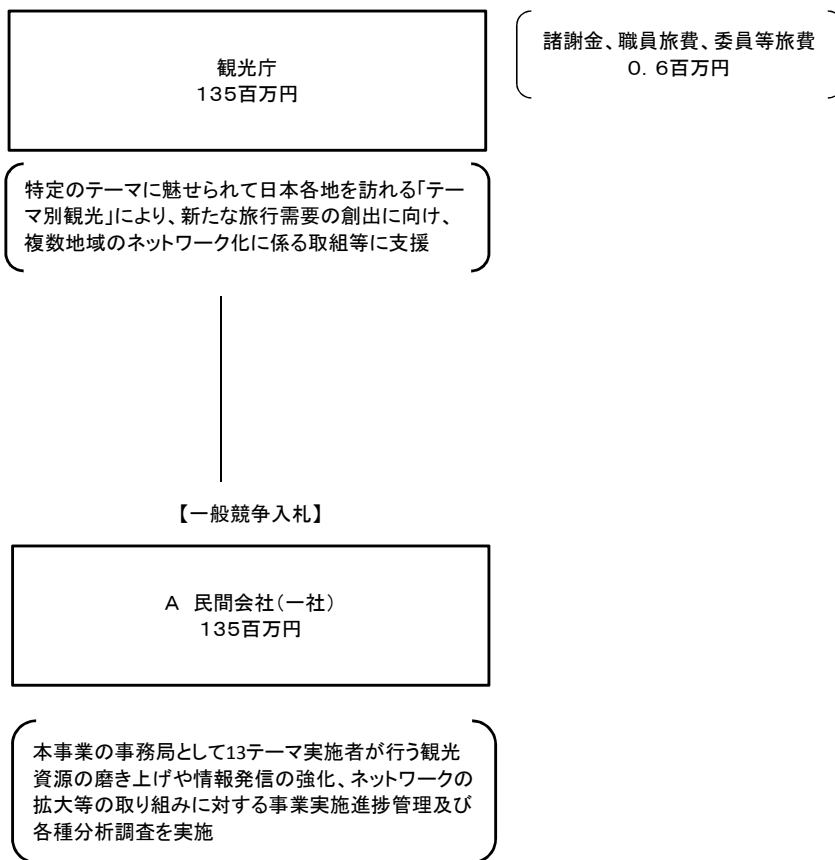 観光庁
135百万円
諸謝金、職員旅費、委員等旅費
0．6百万円
特定のテーマに魅せられて日本各地を訪れる「テー
マ別観光」により、新たな旅行需要の創出に向け、
複数地域のネットワーク化に係る取組等に支援
【一般競争入札】
A　民間会社（一社）
135百万円
本事業の事務局として13テーマ実施者が行う観光
資源の磨き上げや情報発信の強化、ネットワークの
拡大等の取り組みに対する事業実施進捗管理及び
各種分析調査を実施